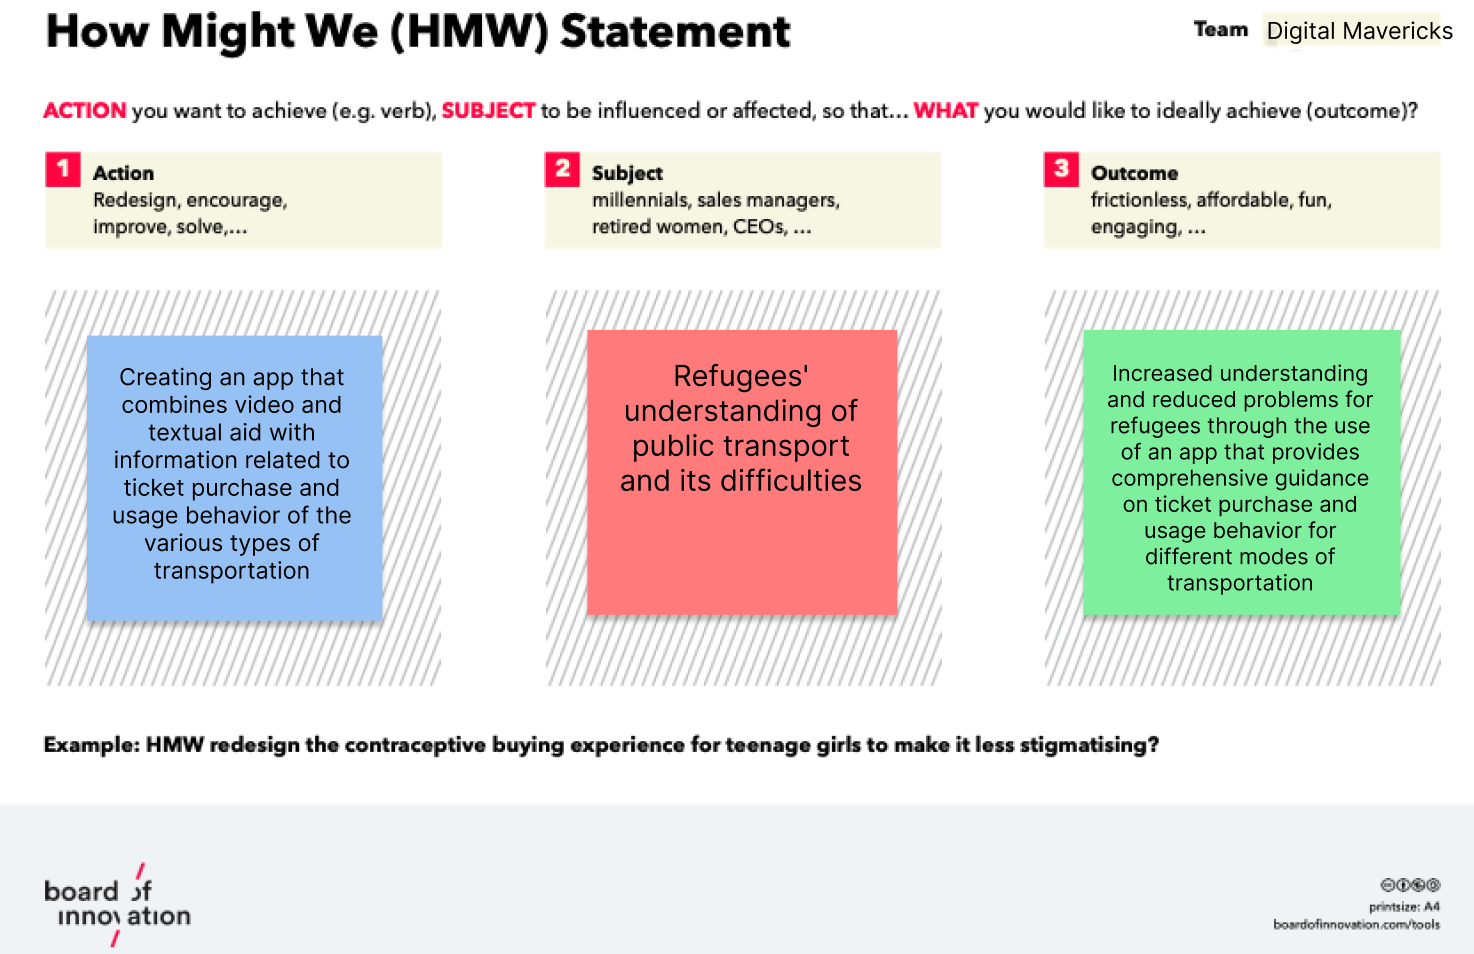 How Might We (HMW) Statement
Team Digital Mavericks
ACTION you want to achieve (e.g. verb), SUBJECT to be influenced or affected, so that... WHAT you would like to ideally achieve (outcome)?
1 Action
Redesign, encourage,
improve, solve,...
2 Subject
millennials, sales managers,
retired women, CEOs, ...
3 Outcome
frictionless, affordable, fun,
engaging, ...
Creating an app that
combines video and
textual aid with
information related to
ticket purchase and
usage behavior of the
various types of
transportation
Refugees'
understanding of
public transport
and its difficulties
Increased understanding
and reduced problems for
refugees through the use
of an app that provides
comprehensive guidance
on ticket purchase and
usage behavior for
different modes of
transportation
Example: HMW redesign the contraceptive buying experience for teenage girls to make it less stigmatising?
board of
innovation
printsize: A4
boardofinnovation.com/tools